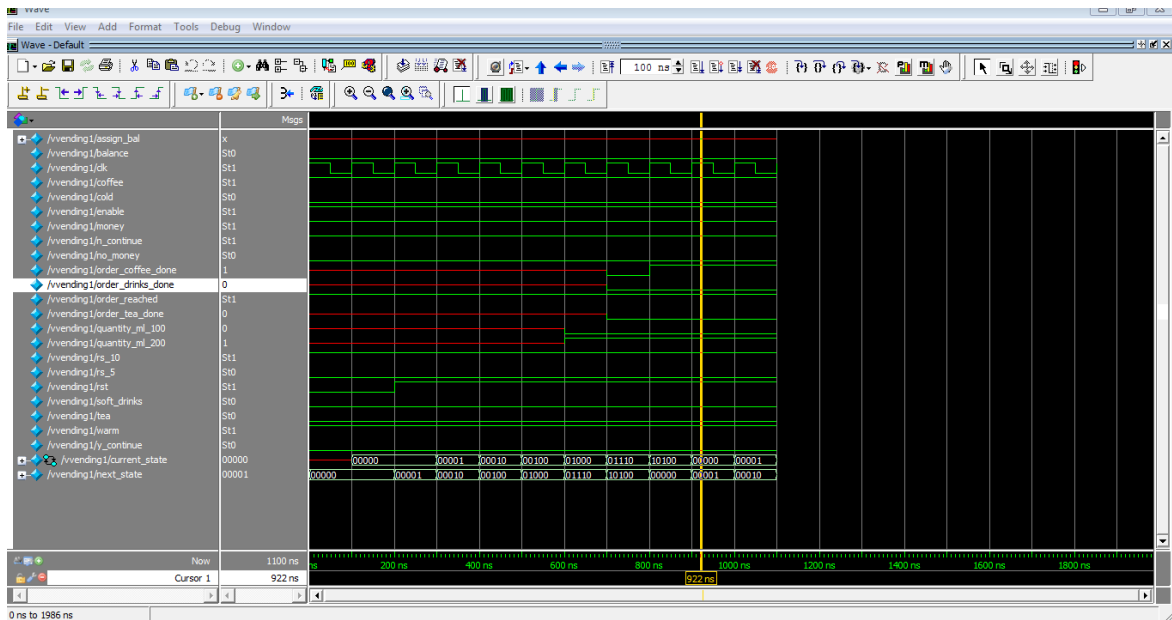 Wave
File Edit View Add Format Tools Debug Window
Wave - Default
100 ns
Msgs
/vvending1/assign_bal x
/vvending1/balance St0
/vvending1/clk St1
/vvending1/coffee St1
/vvending1/cold St0
/vvending1/enable St1
/vvending1/money St1
/vvending1/n_continue St1
/vvending1/no_money St0
/vvending1/order_coffee_done 1
/vvending1/order_drinks_done 0
/vvending1/order_reached St1
/vvending1/order_tea_done 0
/vvending1/quantity_ml_100 0
/vvending1/quantity_ml_200 1
/vvending1/rs_10 St1
/vvending1/rs_5 St0
/vvending1/rst St1
/vvending1/soft_drinks St0
/vvending1/tea St0
/vvending1/warm St1
/vvending1/y_continue St0
/vvending1/current_state 00000 00000 00001 00010 00100 01000 01110 10100 00000 00001
/vvending1/next_state 00001 00000 00001 00010 00100 01000 01110 10100 00000 00001 00010
Now 1100 ns ns 200 ns 400 ns 600 ns 800 ns 1000 ns 1200 ns 1400 ns 1600 ns 1800 ns
Cursor 1 922 ns 922 ns
0 ns to 1986 ns